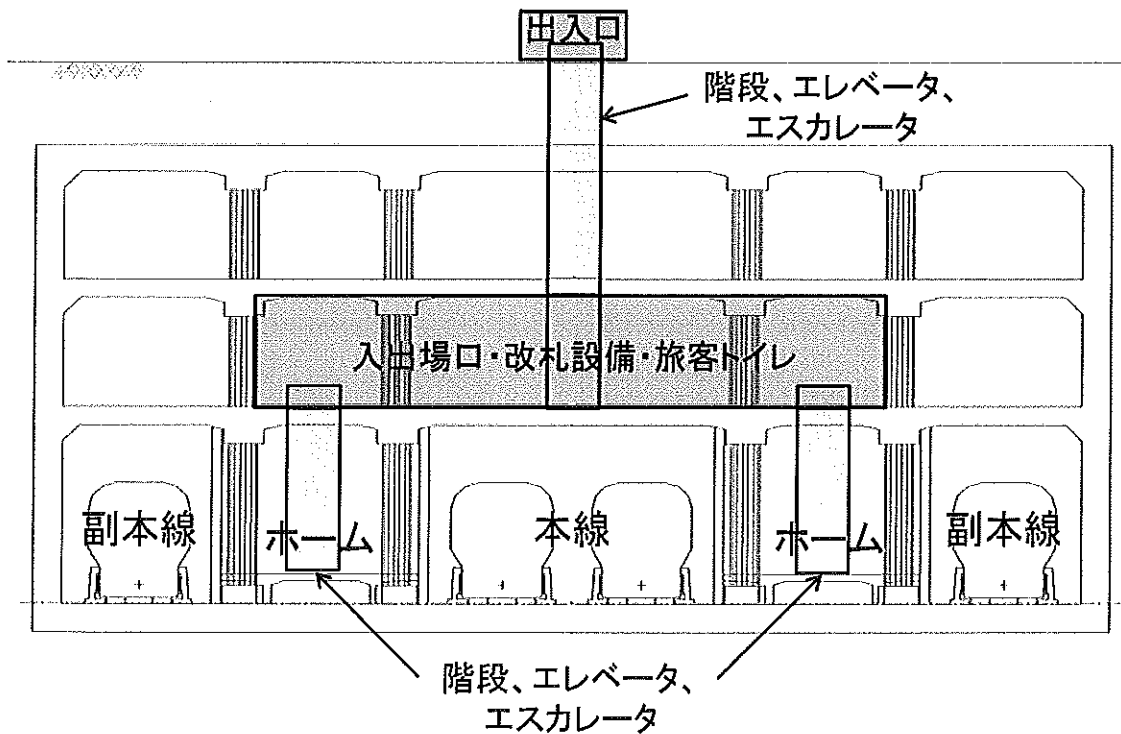 出入口
階段、エレベータ、
エスカレータ
入出場口・改札設備・旅客トイレ
副本線
ホーム
本線
ホーム
副本線
階段、エレベータ、
エスカレータ